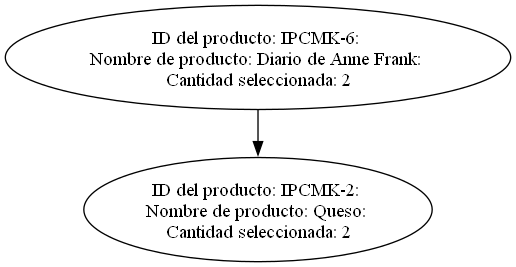 ID del producto: IPCMK-6:
Nombre de producto: Diario de Anne Frank:
Cantidad seleccionada: 2
ID del producto: IPCMK-2:
Nombre de producto: Queso:
Cantidad seleccionada: 2